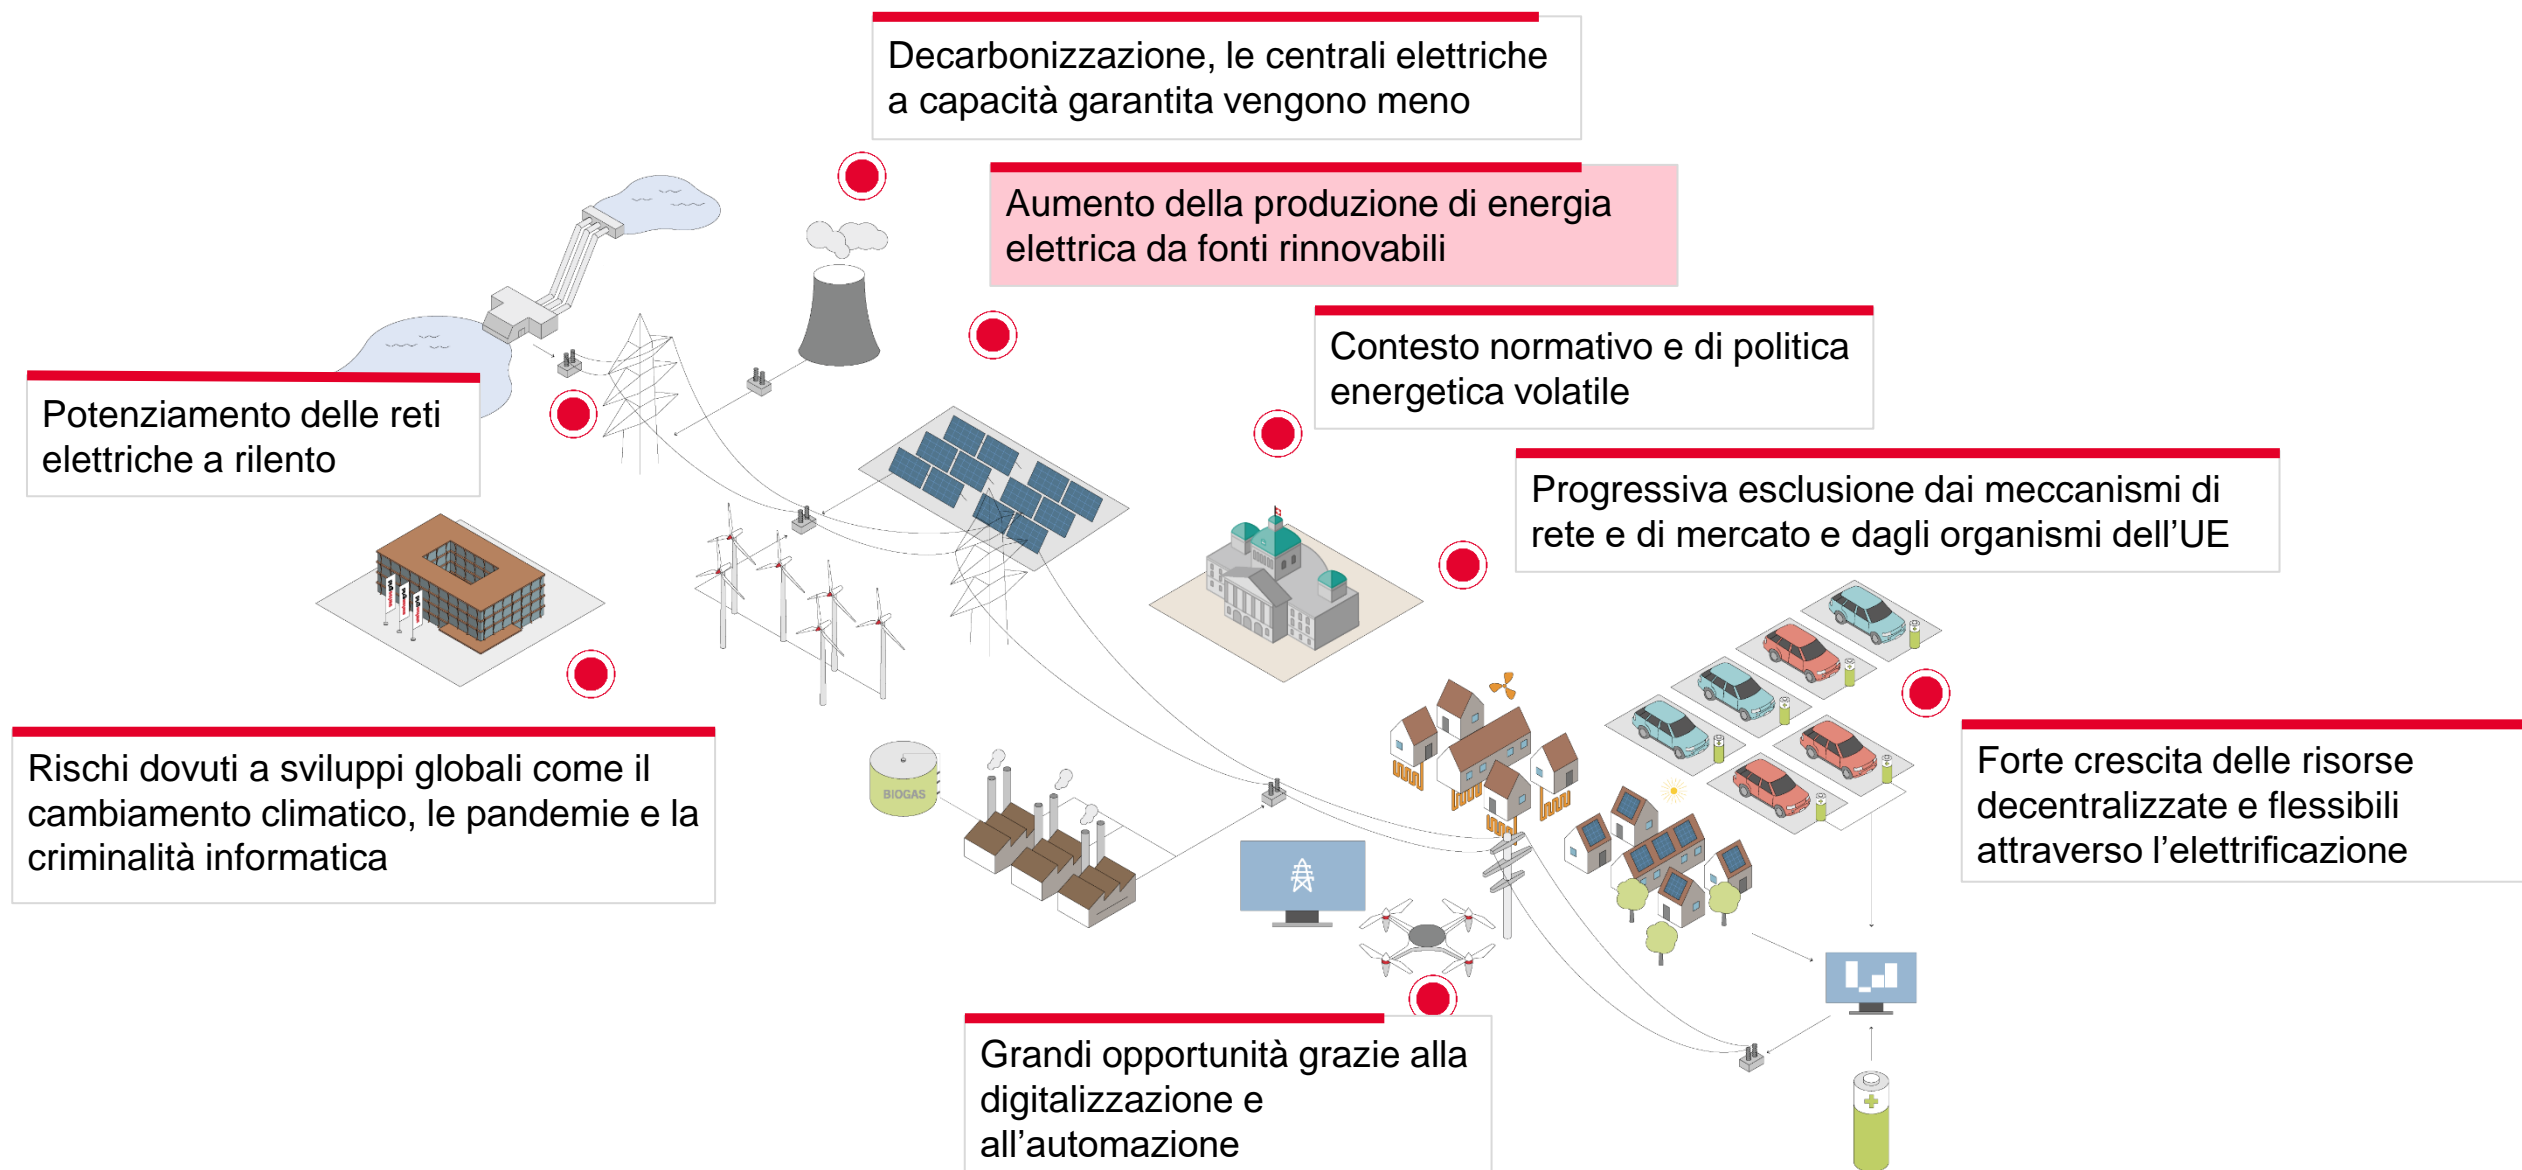 Decarbonizzazione, le centrali elettriche
a capacità garantita vengono meno
Aumento della produzione di energia
elettrica da fonti rinnovabili
Contesto normativo e di politica
energetica volatile
Potenziamento delle reti
elettriche a rilento
Progressiva esclusione dai meccanismi di
rete e di mercato e dagli organismi dell’UE
Rischi dovuti a sviluppi globali come il
cambiamento climatico, le pandemie e la
criminalità informatica
BIOGAS
Forte crescita delle risorse
decentralizzate e flessibili
attraverso l’elettrificazione
Grandi opportunità grazie alla
digitalizzazione e
all’automazione